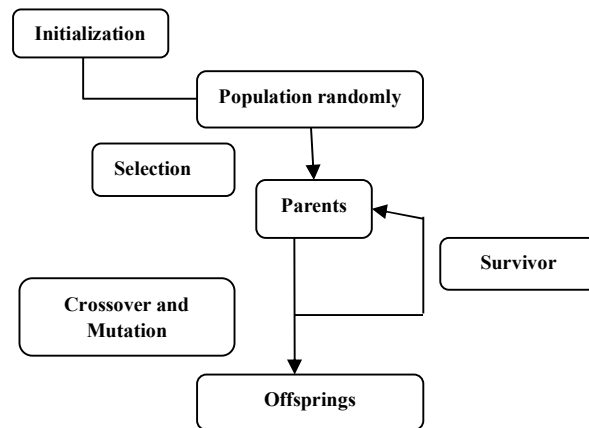 Initialization
Population randomly
Selection
Parents
Survivor
Crossover and
Mutation
Offsprings